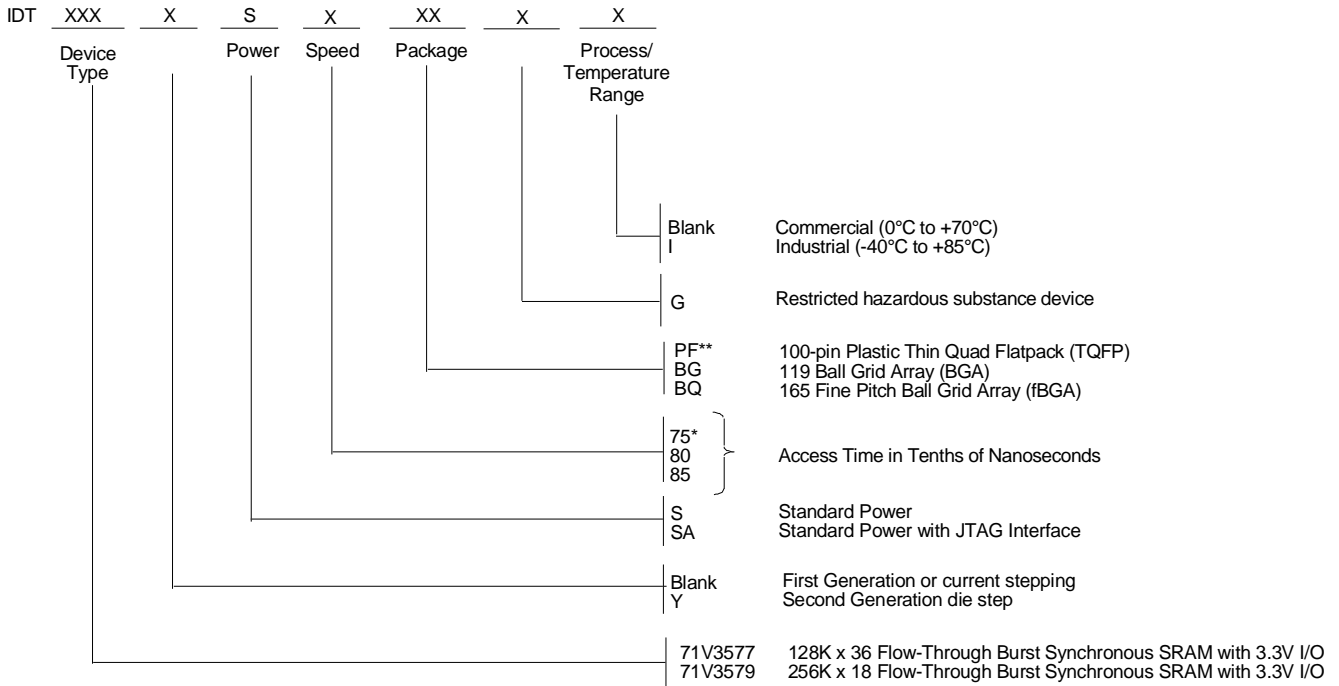 IDT XXX X S X XX X X
Device Type Power Speed Package Process/ Temperature Range
Blank Commercial (0°C to +70°C)
I Industrial (-40°C to +85°C)
G Restricted hazardous substance device
PF** 100-pin Plastic Thin Quad Flatpack (TQFP)
BG 119 Ball Grid Array (BGA)
BQ 165 Fine Pitch Ball Grid Array (fBGA)
75*
80 Access Time in Tenths of Nanoseconds
85
S Standard Power
SA Standard Power with JTAG Interface
Blank First Generation or current stepping
Y Second Generation die step
71V3577 128K x 36 Flow-Through Burst Synchronous SRAM with 3.3V I/O
71V3579 256K x 18 Flow-Through Burst Synchronous SRAM with 3.3V I/O